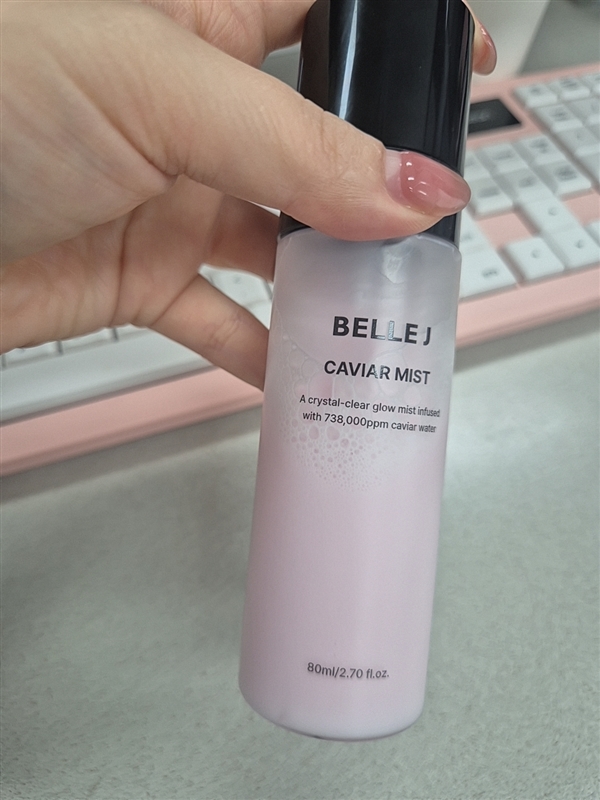 BELLE J
CAVIAR MIST
A crystal-clear glow mist infused
with 738,000ppm caviar water
80ml/2.70 fl.oz.